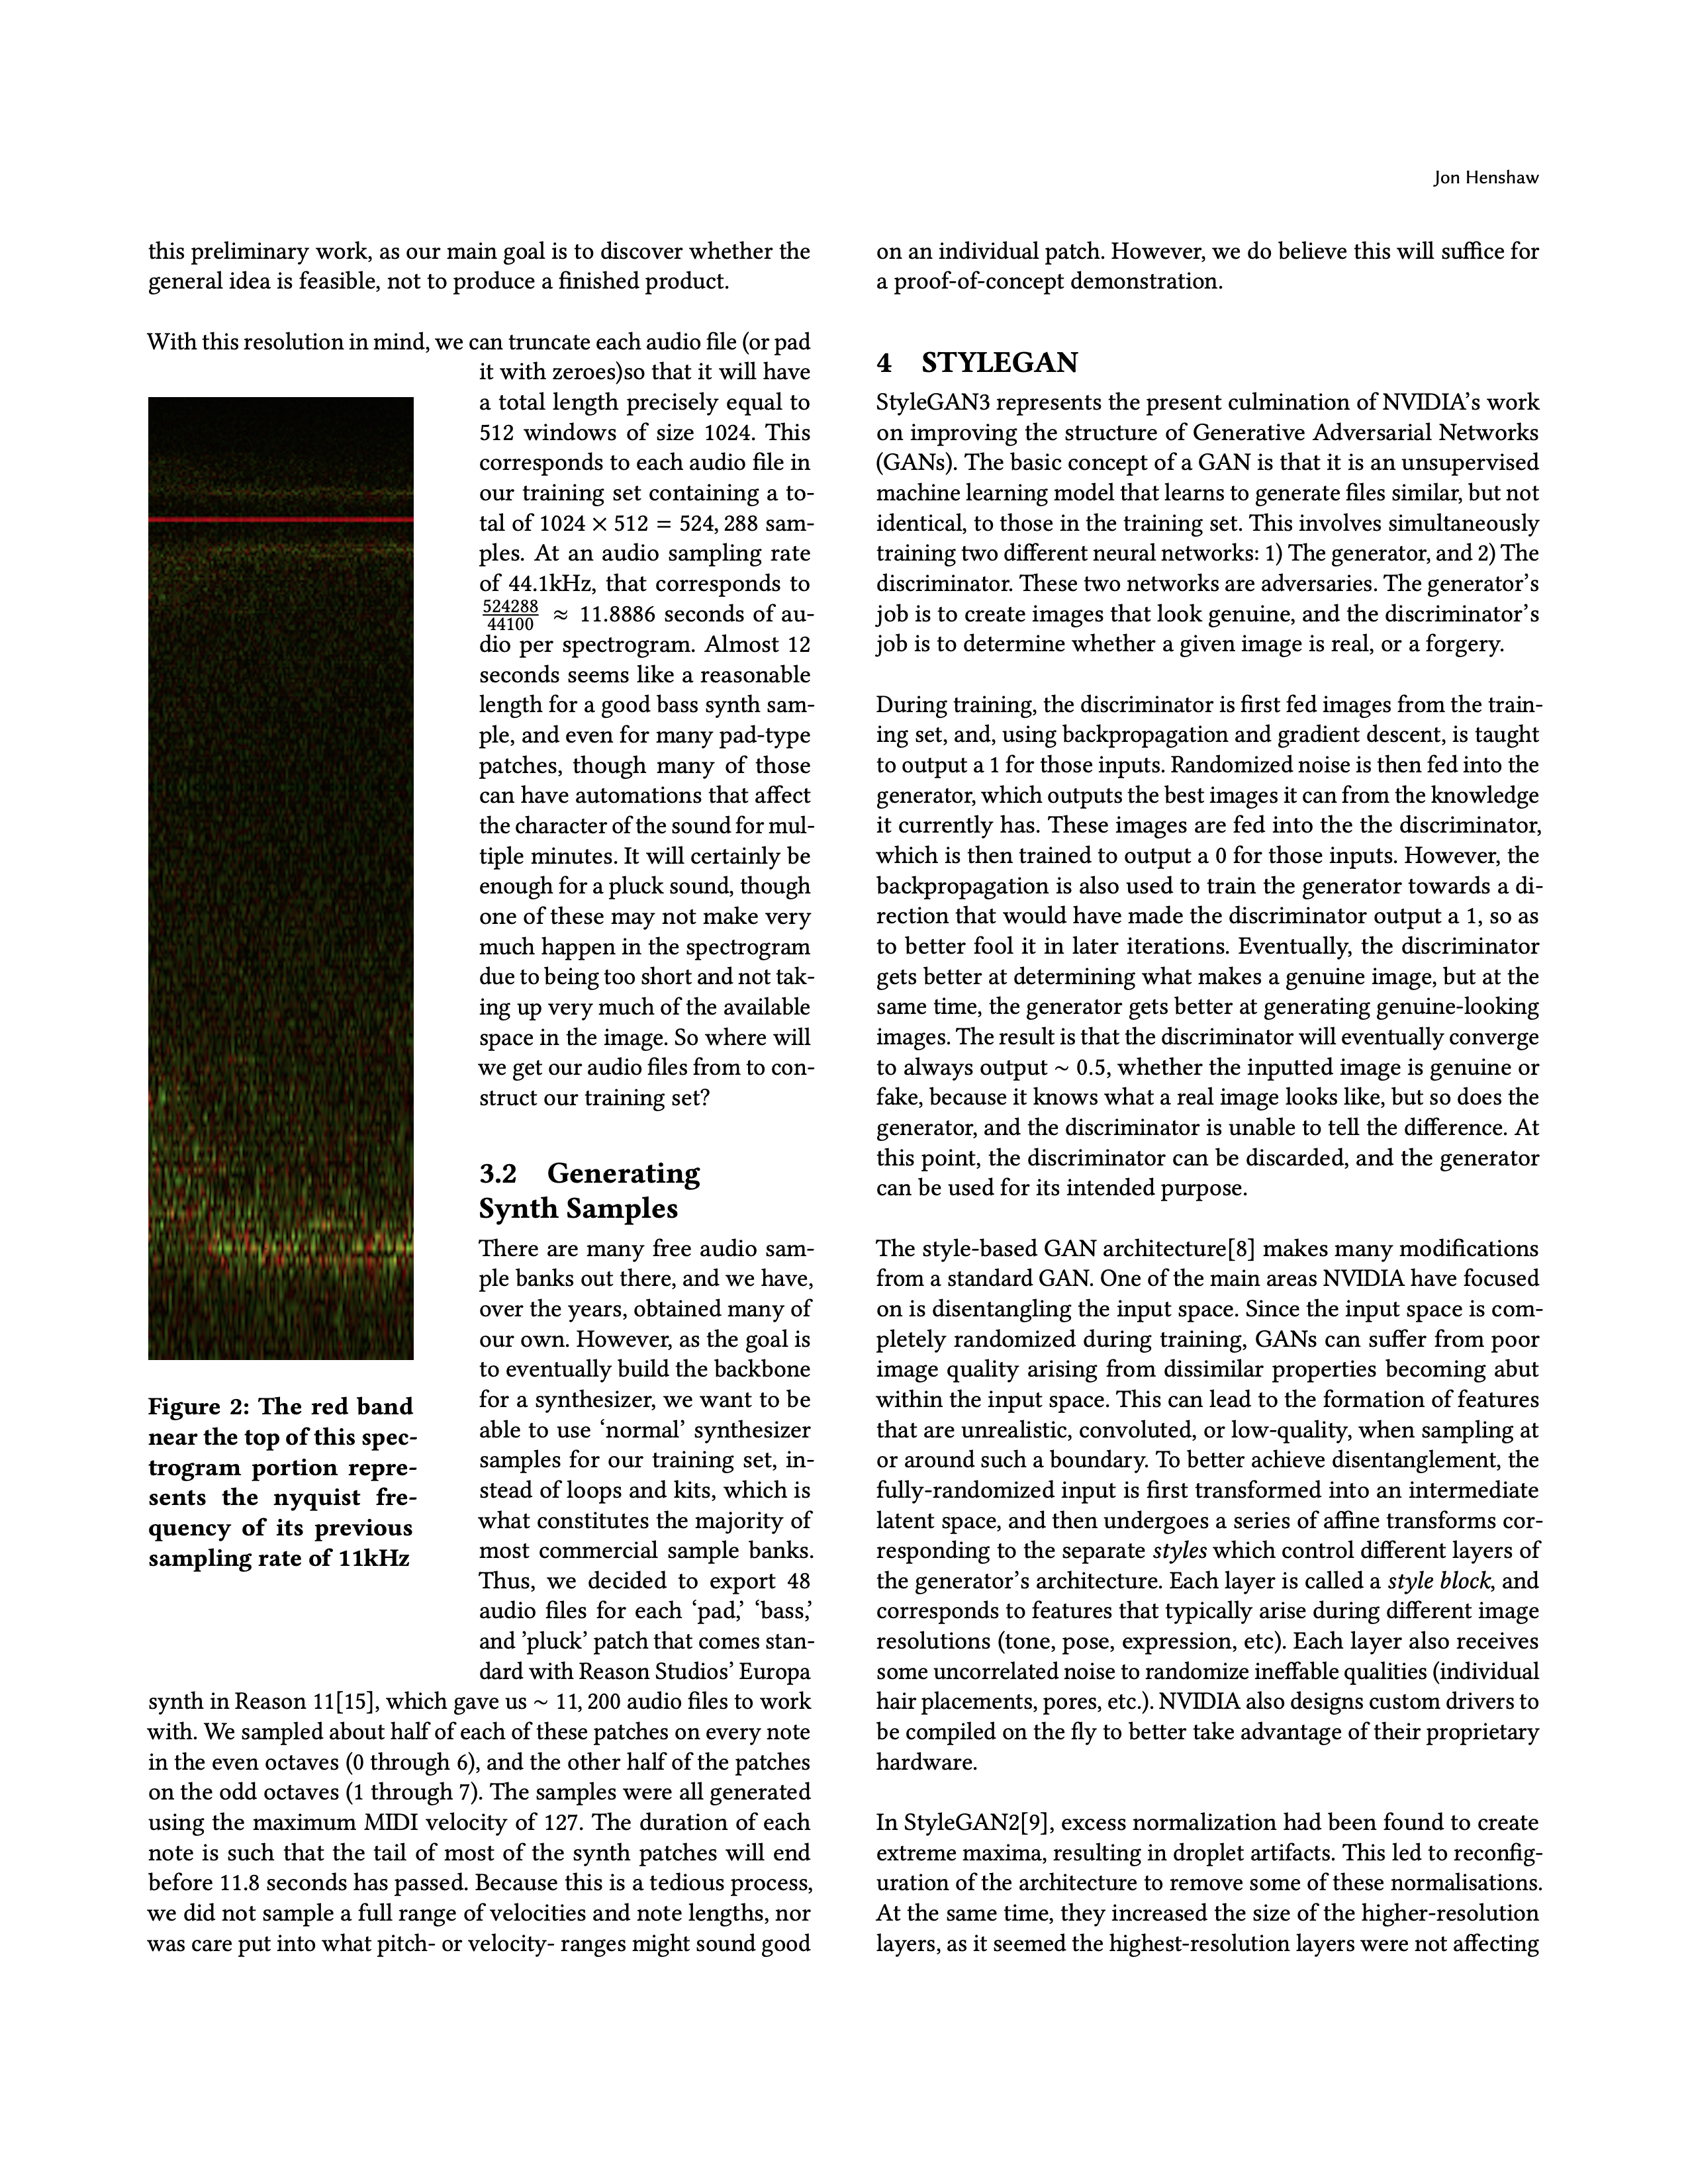 Jon Henshaw
this preliminary work, as our main goal is to discover whether the
general idea is feasible, not to produce a finished product.
With this resolution in mind, we can truncate each audio file (or pad
it with zeroes)so that it will have
a total length precisely equal to
512 windows of size 1024. This
corresponds to each audio file in
our training set containing a to-
tal of 1024 × 512 = 524, 288 sam-
ples. At an audio sampling rate
of 44.1kHz, that corresponds to
524288/44100 ≈ 11.8886 seconds of au-
dio per spectrogram. Almost 12
seconds seems like a reasonable
length for a good bass synth sam-
ple, and even for many pad-type
patches, though many of those
can have automations that affect
the character of the sound for mul-
tiple minutes. It will certainly be
enough for a pluck sound, though
one of these may not make very
much happen in the spectrogram
due to being too short and not tak-
ing up very much of the available
space in the image. So where will
we get our audio files from to con-
struct our training set?
Figure 2: The red band
near the top of this spec-
trogram portion repre-
sents the nyquist fre-
quency of its previous
sampling rate of 11kHz
3.2 Generating
Synth Samples
There are many free audio sam-
ple banks out there, and we have,
over the years, obtained many of
our own. However, as the goal is
to eventually build the backbone
for a synthesizer, we want to be
able to use ‘normal’ synthesizer
samples for our training set, in-
stead of loops and kits, which is
what constitutes the majority of
most commercial sample banks.
Thus, we decided to export 48
audio files for each ‘pad,’ ‘bass,’
and ’pluck’ patch that comes stan-
dard with Reason Studios’ Europa
synth in Reason 11[15], which gave us ∼ 11, 200 audio files to work
with. We sampled about half of each of these patches on every note
in the even octaves (0 through 6), and the other half of the patches
on the odd octaves (1 through 7). The samples were all generated
using the maximum MIDI velocity of 127. The duration of each
note is such that the tail of most of the synth patches will end
before 11.8 seconds has passed. Because this is a tedious process,
we did not sample a full range of velocities and note lengths, nor
was care put into what pitch- or velocity- ranges might sound good
on an individual patch. However, we do believe this will suffice for
a proof-of-concept demonstration.
4 STYLEGAN
StyleGAN3 represents the present culmination of NVIDIA’s work
on improving the structure of Generative Adversarial Networks
(GANs). The basic concept of a GAN is that it is an unsupervised
machine learning model that learns to generate files similar, but not
identical, to those in the training set. This involves simultaneously
training two different neural networks: 1) The generator, and 2) The
discriminator. These two networks are adversaries. The generator’s
job is to create images that look genuine, and the discriminator’s
job is to determine whether a given image is real, or a forgery.
During training, the discriminator is first fed images from the train-
ing set, and, using backpropagation and gradient descent, is taught
to output a 1 for those inputs. Randomized noise is then fed into the
generator, which outputs the best images it can from the knowledge
it currently has. These images are fed into the the discriminator,
which is then trained to output a 0 for those inputs. However, the
backpropagation is also used to train the generator towards a di-
rection that would have made the discriminator output a 1, so as
to better fool it in later iterations. Eventually, the discriminator
gets better at determining what makes a genuine image, but at the
same time, the generator gets better at generating genuine-looking
images. The result is that the discriminator will eventually converge
to always output ∼ 0.5, whether the inputted image is genuine or
fake, because it knows what a real image looks like, but so does the
generator, and the discriminator is unable to tell the difference. At
this point, the discriminator can be discarded, and the generator
can be used for its intended purpose.
The style-based GAN architecture[8] makes many modifications
from a standard GAN. One of the main areas NVIDIA have focused
on is disentangling the input space. Since the input space is com-
pletely randomized during training, GANs can suffer from poor
image quality arising from dissimilar properties becoming abut
within the input space. This can lead to the formation of features
that are unrealistic, convoluted, or low-quality, when sampling at
or around such a boundary. To better achieve disentanglement, the
fully-randomized input is first transformed into an intermediate
latent space, and then undergoes a series of affine transforms cor-
responding to the separate styles which control different layers of
the generator’s architecture. Each layer is called a style block, and
corresponds to features that typically arise during different image
resolutions (tone, pose, expression, etc). Each layer also receives
some uncorrelated noise to randomize ineffable qualities (individual
hair placements, pores, etc.). NVIDIA also designs custom drivers to
be compiled on the fly to better take advantage of their proprietary
hardware.
In StyleGAN2[9], excess normalization had been found to create
extreme maxima, resulting in droplet artifacts. This led to reconfig-
uration of the architecture to remove some of these normalisations.
At the same time, they increased the size of the higher-resolution
layers, as it seemed the highest-resolution layers were not affecting